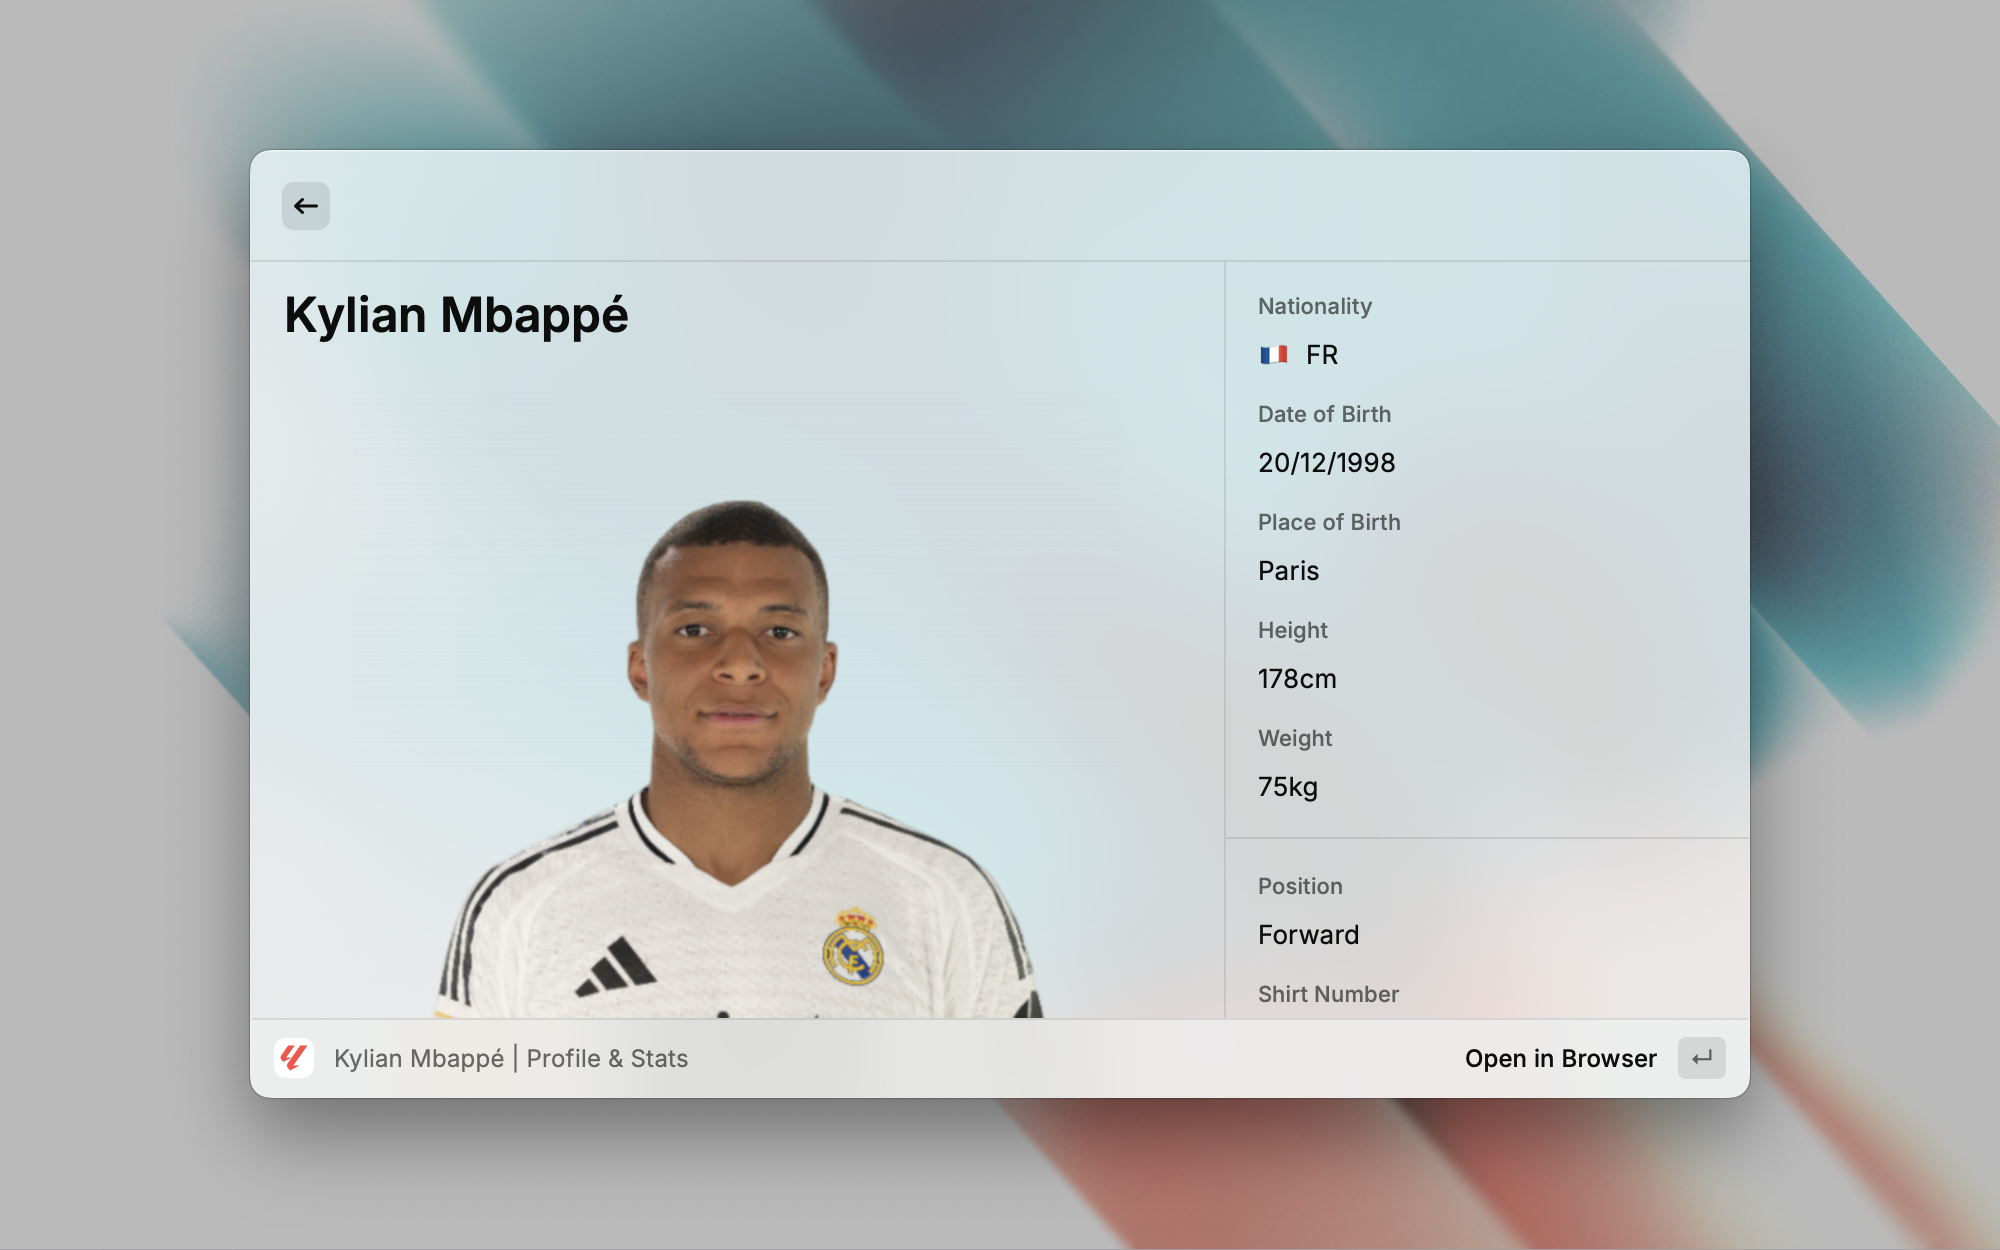 Kylian Mbappé
Nationality
🇫🇷 FR
Date of Birth
20/12/1998
Place of Birth
Paris
Height
178cm
Weight
75kg
Position
Forward
Shirt Number
Kylian Mbappé | Profile & Stats
Open in Browser